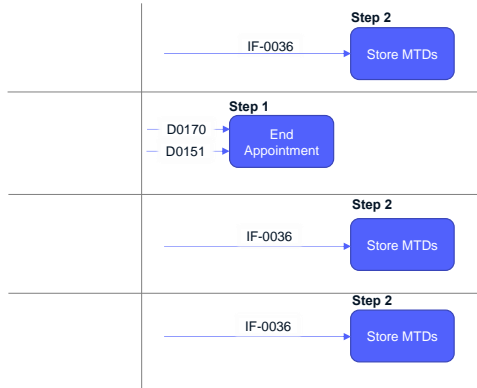 Step 2
IF-0036
Store MTDs
Step 1
D0170
D0151
End
Appointment
Step 2
IF-0036
Store MTDs
Step 2
IF-0036
Store MTDs